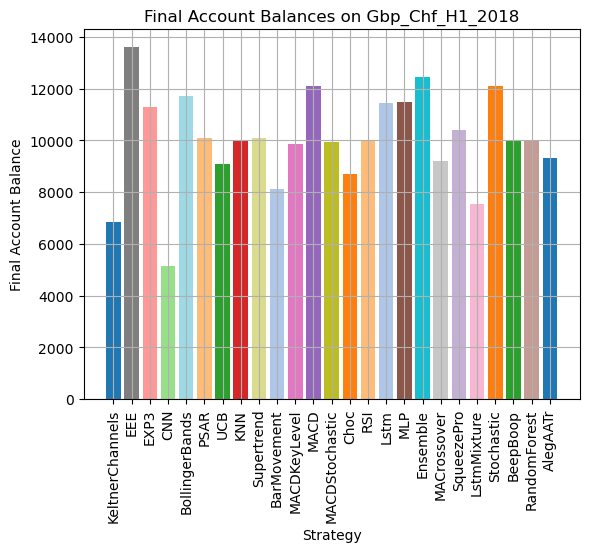 Final Account Balances on Gbp_Chf_H1_2018
Final Account Balance
14000
12000
10000
8000
6000
4000
2000
0
KeltnerChannels
EEE
EXP3
CNN
BollingerBands
PSAR
UCB
KNN
Supertrend
BarMovement
MACDKeyLevel
MACD
MACDStochastic
Choc
RSI
Lstm
MLP
Ensemble
MACrossover
SqueezePro
LstmMixture
Stochastic
BeepBoop
RandomForest
AlegAATr
Strategy